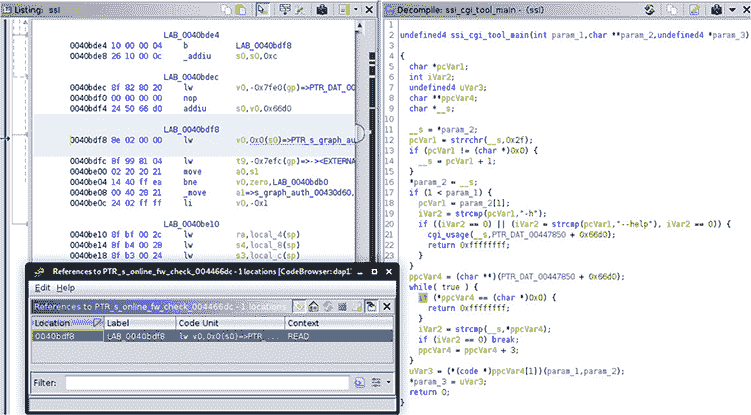 Listing: ssi
LAB_0040bde4
0040bde4 10 00 00 04 b LAB_0040bdf8
0040bde8 26 10 00 0c _addiu s0,s0,0xc
LAB_0040bdec
0040bdec 8f 82 80 20 lw v0,-0x7fe0(gp)=>PTR_DAT_00
0040bdf0 00 00 00 00 nop
0040bdf4 24 50 66 d0 addiu s0,v0,0x66d0
LAB_0040bdf8
0040bdf8 8e 02 00 00 lw v0,0x0(s0)=>PTR_s_graph_au
0040bdfc 8f 99 81 04 lw t9,-0x7efc(gp)=>-><EXTERNA
0040be00 02 20 20 21 move a0,s1
0040be04 14 40 ff ea bne v0,zero,LAB_0040bdb0
0040be08 00 40 28 21 _move a1=>s_graph_auth_00430d60,
0040be0c 24 02 ff ff li v0,-0x1
LAB_0040be10
0040be10 8f bf 00 2c lw ra,local_4(sp)
0040be14 8f b4 00 28 lw s4,local_8(sp)
0040be18 8f b3 00 24 lw s3,local_c(sp)
References to PTR_s_online_fw_check_004466dc - 1 locations [CodeBrowser: dp1
Edit Help
References to PTR_s_online_fw_check_004466dc - 1 locations
Location Label Code Unit Context
0040bdf8 LAB_0040bdf8 lw v0,0x0(s0)=>PTR_... READ
Filter:
Decompile: ssi_cgi_tool_main - (ssi)
1
2 undefined4 ssi_cgi_tool_main(int param_1,char **param_2,undefined4 *param_3)
3
4 {
5 char *pcVar1;
6 int iVar2;
7 undefined4 uVar3;
8 char **ppcVar4;
9 char *__s;
10
11 __s = *param_2;
12 pcVar1 = strrchr(__s,0x2f);
13 if (pcVar1 != (char *)0x0) {
14 __s = pcVar1 + 1;
15 }
16 *param_2 = __s;
17 if (1 < param_1) {
18 pcVar1 = param_2[1];
19 iVar2 = strcmp(pcVar1,"-h");
20 if ((iVar2 == 0) || (iVar2 = strcmp(pcVar1,"--help"), iVar2 == 0)) {
21 cgi_usage(__s,PTR_DAT_00447850 + 0x66d0);
22 return 0xffffffff;
23 }
24 }
25 ppcVar4 = (char **)(PTR_DAT_00447850 + 0x66d0);
26 while( true ) {
27 if (*ppcVar4 == (char *)0x0) {
28 return 0xffffffff;
29 }
30 iVar2 = strcmp(__s,*ppcVar4);
31 if (iVar2 == 0) break;
32 ppcVar4 = ppcVar4 + 3;
33 }
34 uVar3 = (*(code *)ppcVar4[1])(param_1,param_2);
35 *param_3 = uVar3;
36 return 0;
37 }